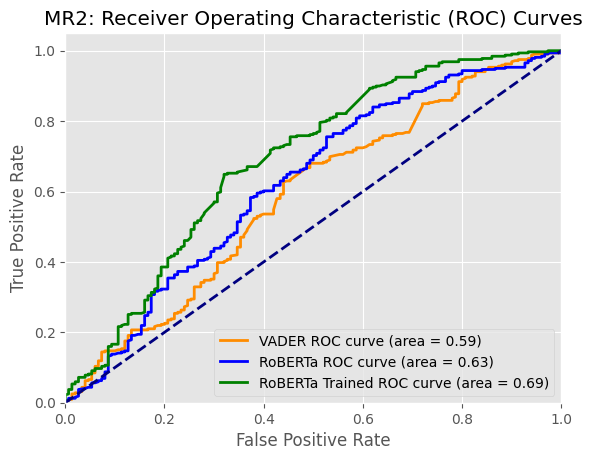 MR2: Receiver Operating Characteristic (ROC) Curves
True Positive Rate
1.0
0.8
0.6
0.4
0.2
0.0
VADER ROC curve (area = 0.59)
RoBERTa ROC curve (area = 0.63)
RoBERTa Trained ROC curve (area = 0.69)
0.0 0.2 0.4 0.6 0.8 1.0
False Positive Rate